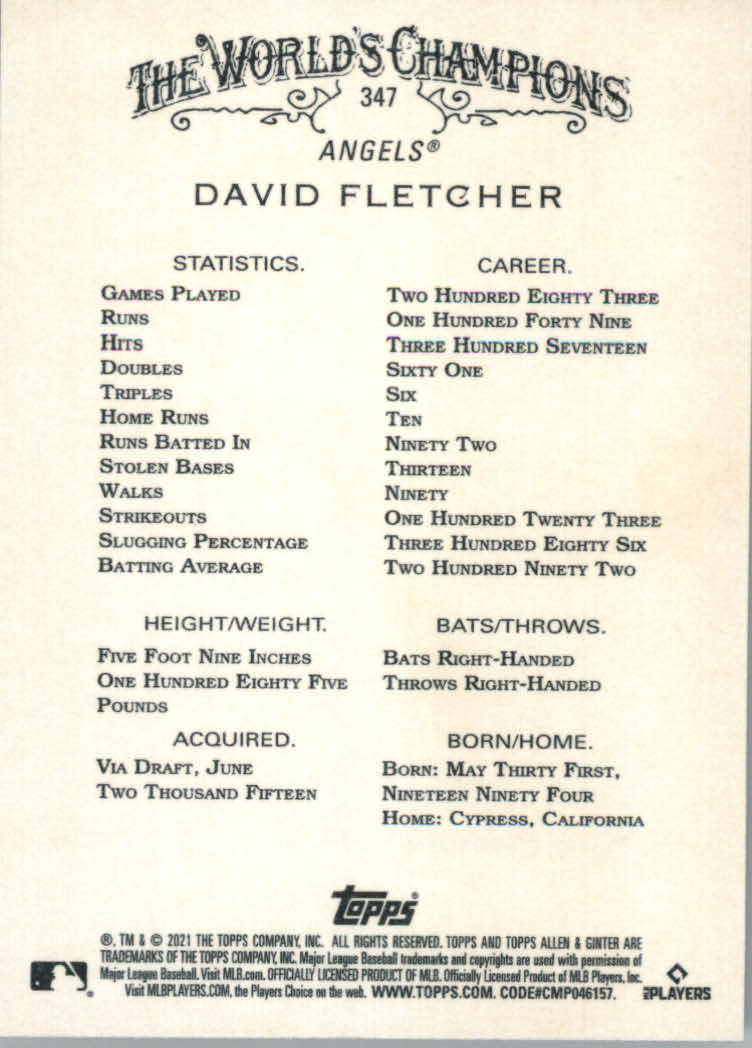 THE WORLD'S CHAMPIONS
347
ANGELS®
DAVID FLETCHER
STATISTICS. CAREER.
GAMES PLAYED TWO HUNDRED EIGHTY THREE
RUNS ONE HUNDRED FORTY NINE
HITS THREE HUNDRED SEVENTEEN
DOUBLES SIXTY ONE
TRIPLES SIX
HOME RUNS TEN
RUNS BATTED IN NINETY TWO
STOLEN BASES THIRTEEN
WALKS NINETY
STRIKEOUTS ONE HUNDRED TWENTY THREE
SLUGGING PERCENTAGE THREE HUNDRED EIGHTY SIX
BATTING AVERAGE TWO HUNDRED NINETY TWO
HEIGHT/WEIGHT.
FIVE FOOT NINE INCHES
ONE HUNDRED EIGHTY FIVE
POUNDS
BATS/THROWS.
BATS RIGHT-HANDED
THROWS RIGHT-HANDED
ACQUIRED.
VIA DRAFT, JUNE
TWO THOUSAND FIFTEEN
BORN/HOME.
BORN: MAY THIRTY FIRST,
NINETEEN NINETY FOUR
HOME: CYPRESS, CALIFORNIA
topps®
®, TM & © 2021 THE TOPPS COMPANY, INC. ALL RIGHTS RESERVED. TOPPS AND TOPPS ALLEN & GINTER ARE
TRADEMARKS OF THE TOPPS COMPANY, INC. Major League Baseball trademarks and copyrights are used with permission of
Major League Baseball. Visit MLB.com. OFFICIALLY LICENSED PRODUCT OF MLB. Officially Licensed Product of MLB Players, Inc.
Visit MLBPLAYERS.COM, the Players Choice on the web. WWW.TOPPS.COM. CODE#CMP046157.
MLB PLAYERS